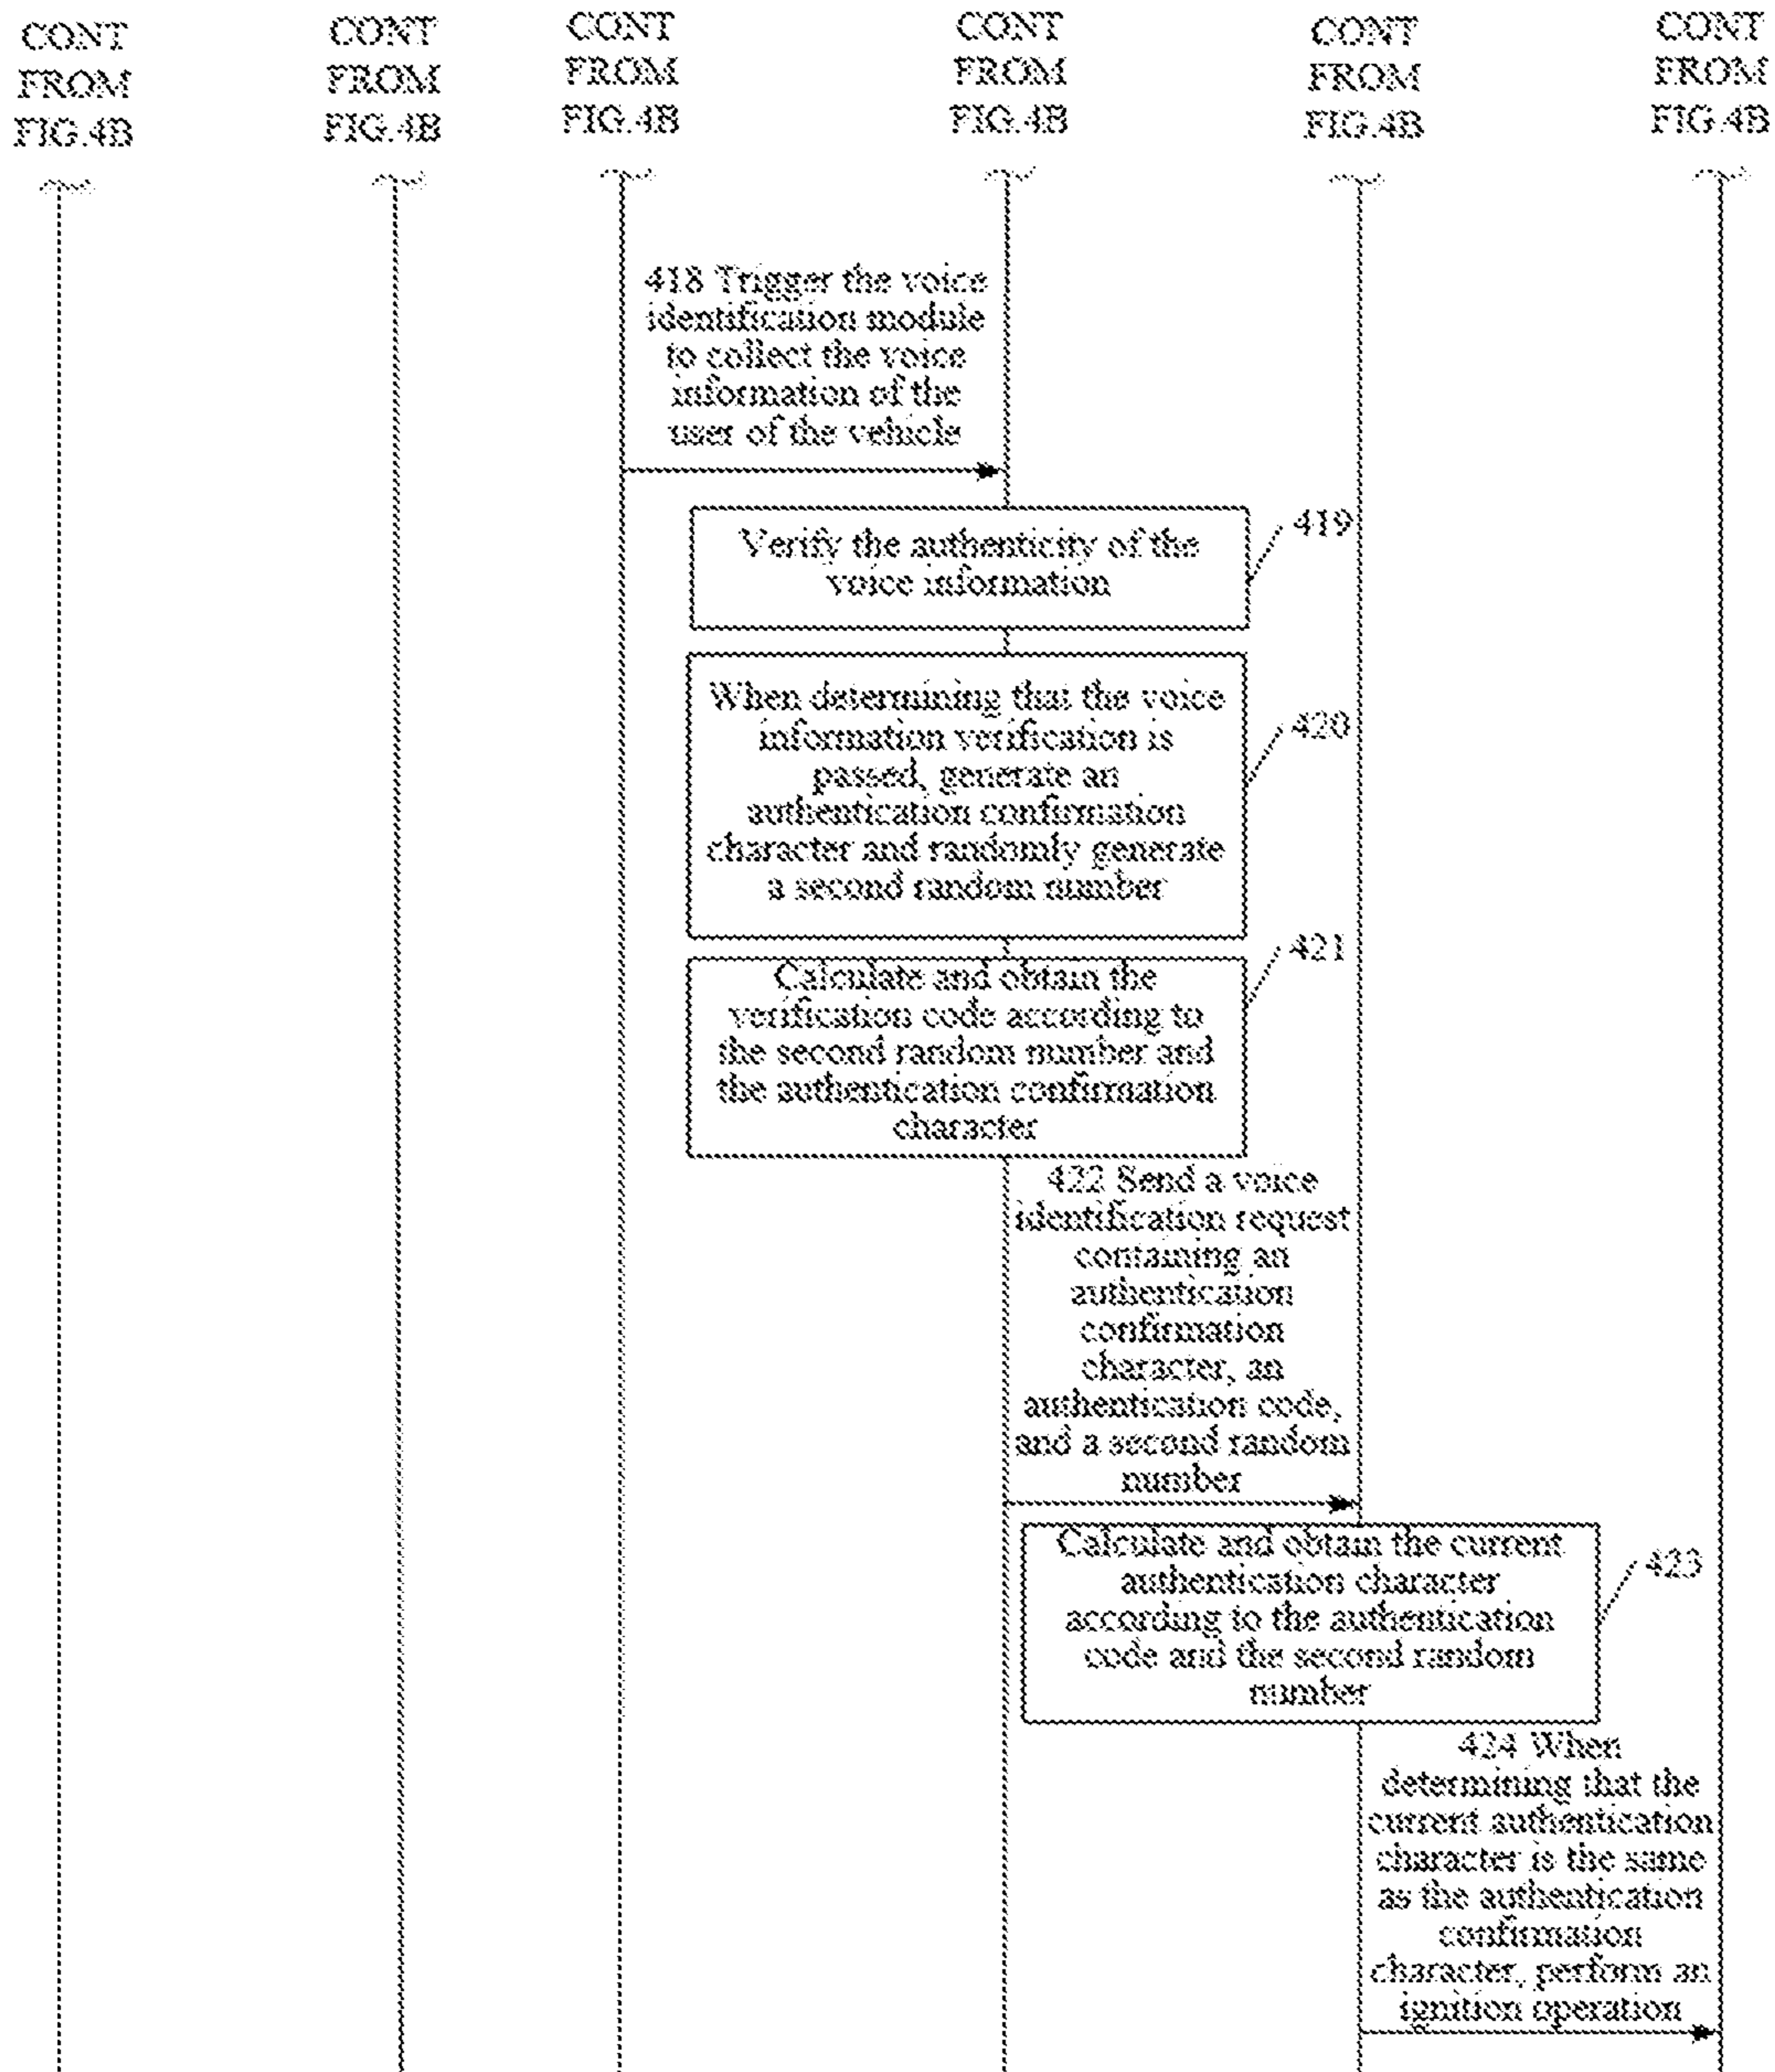 CONT
FROM
FIG.4B
CONT
FROM
FIG.4B
CONT
FROM
FIG.4B
CONT
FROM
FIG.4B
CONT
FROM
FIG.4B
CONT
FROM
FIG.4B
418 Trigger the voice
identification module
to collect the voice
information of the
user of the vehicle
Verify the authenticity of the
voice information
419
When determining that the voice
information verification is
passed, generate an
authentication confirmation
character and randomly generate
a second random number
420
Calculate and obtain the
verification code according to
the second random number and
the authentication confirmation
character
421
422 Send a voice
identification request
containing an
authentication
confirmation
character, an
authentication code,
and a second random
number
Calculate and obtain the current
authentication character
according to the authentication
code and the second random
number
423
424 When
determining that the
current authentication
character is the same
as the authentication
confirmation
character, perform an
ignition operation